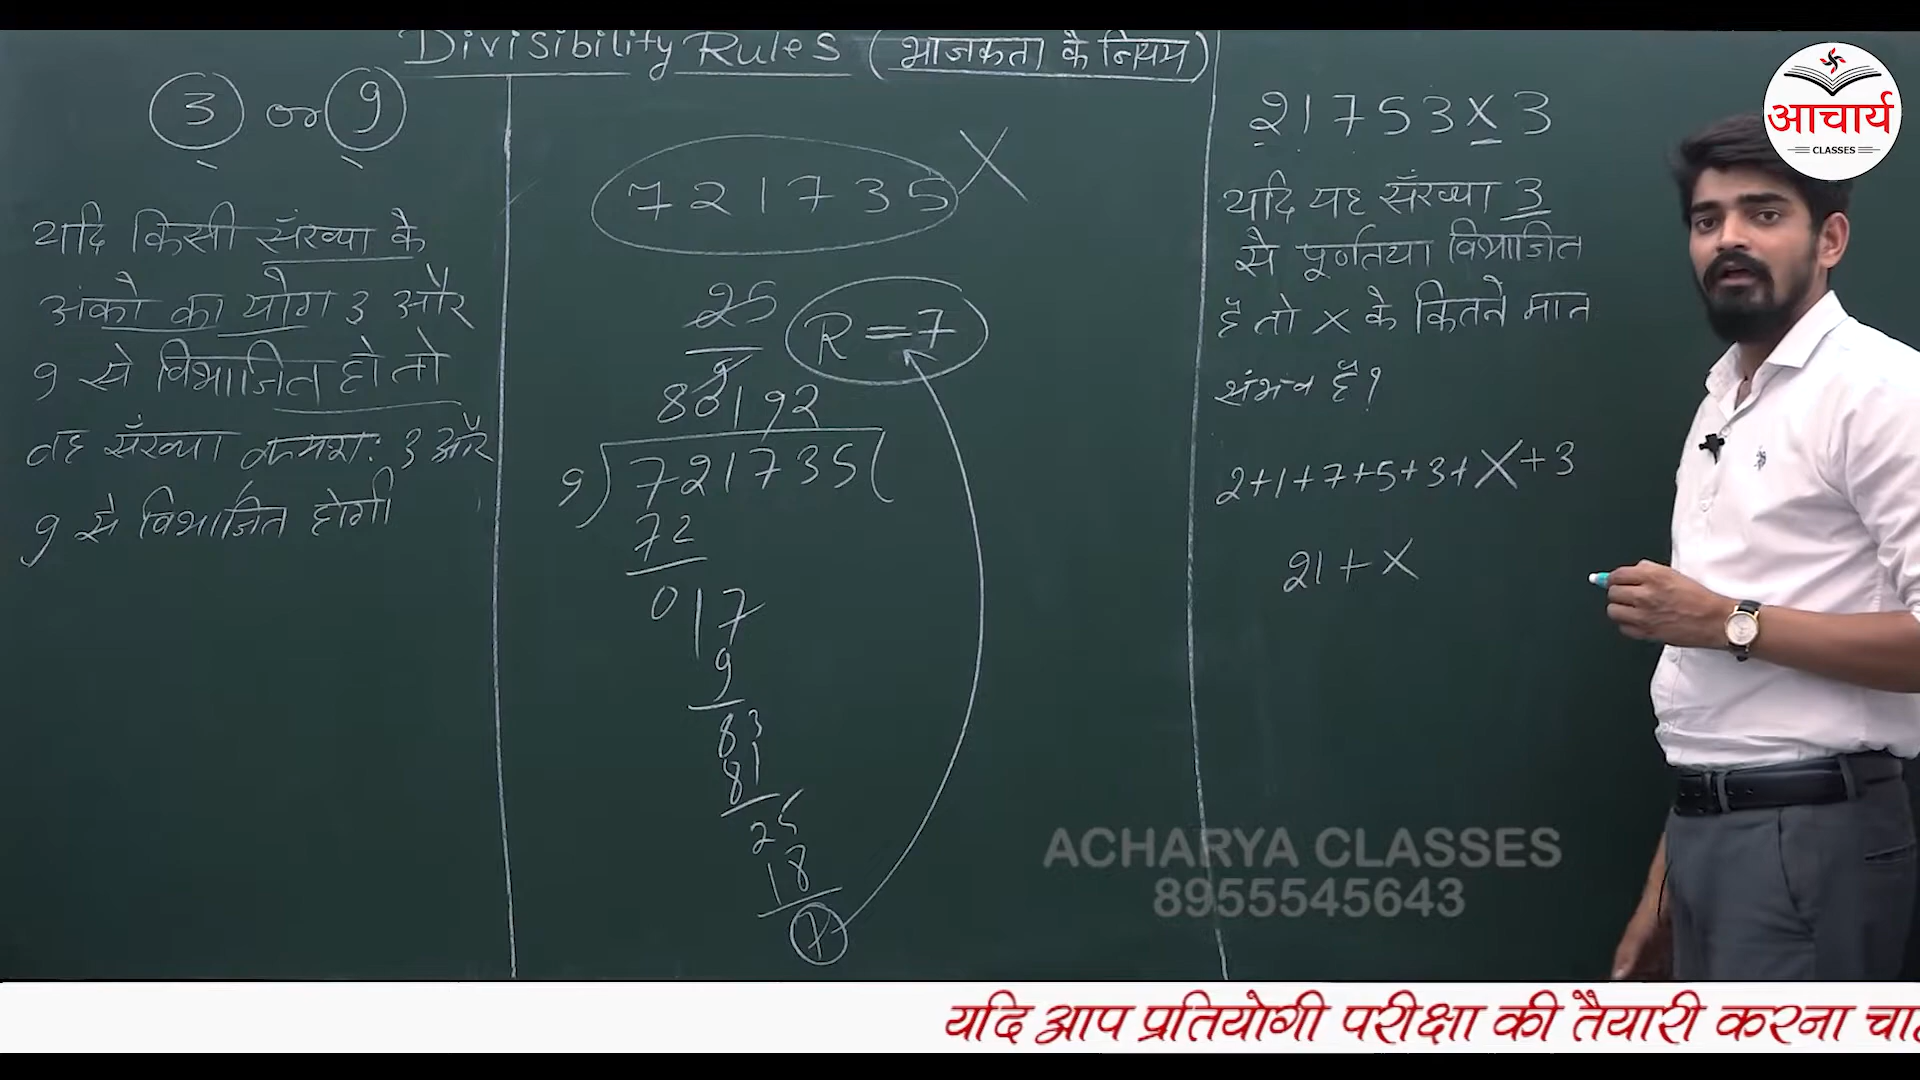 Divisibility Rules (भाजकता के नियम)
3 or 9
यदि किसी सँख्या के
अंको का योग 3 और
9 से विभाजित हो तो
वह सँख्या क्रमशः 3 और
9 से विभाजित होगी
721735 X
25
R = 7
80192
9) 721735 (
72
017
9
83
81
25
18
7
21753x3
यदि यह सँख्या 3
से पूर्णतया विभाजित
है तो x के कितने मान
संभव है?
2+1+7+5+3+X+3
21+X
आचार्य
CLASSES
ACHARYA CLASSES
8955545643
यदि आप प्रतियोगी परीक्षा की तैयारी करना